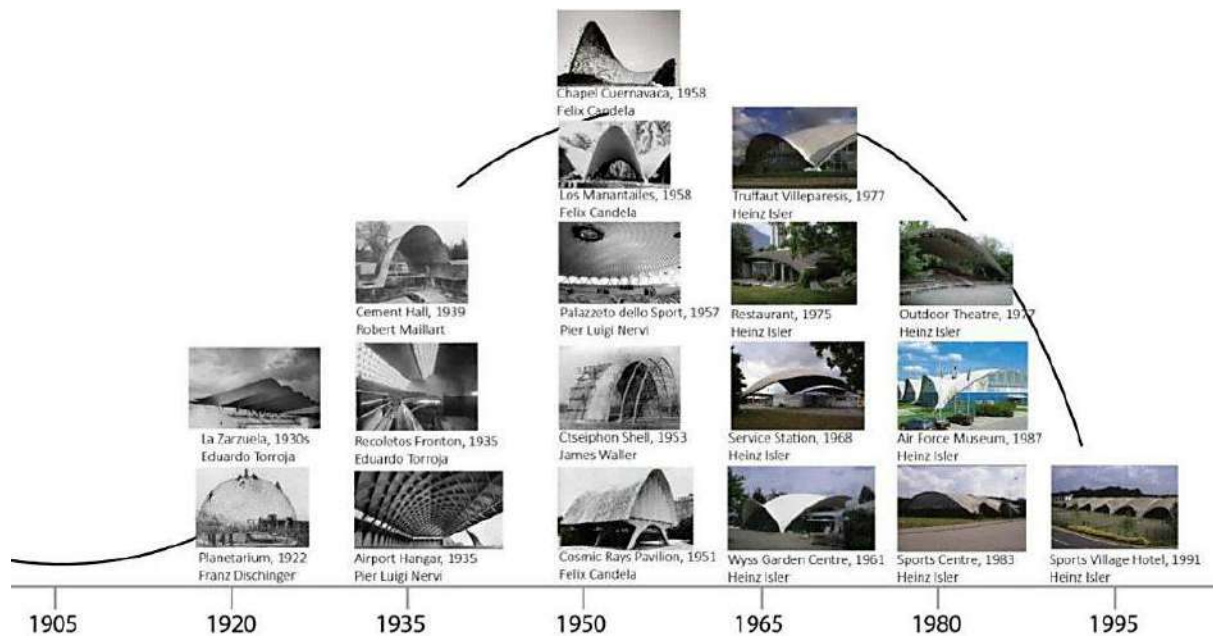 Chapel Cuernavaca, 1958
Felix Candela
Los Manantailes, 1958
Felix Candela
Truffaut Villeparesis, 1977
Heinz Isler
Cement Hall, 1939
Robert Maillart
Palazzeto dello Sport, 1957
Pier Luigi Nervi
Restaurant, 1975
Heinz Isler
Outdoor Theatre, 1977
Heinz Isler
La Zarzuela, 1930s
Eduardo Torroja
Recoletos Fronton, 1935
Eduardo Torroja
Ctseiphon Shell, 1953
James Waller
Service Station, 1968
Heinz Isler
Air Force Museum, 1987
Heinz Isler
Planetarium, 1922
Franz Dischinger
Airport Hangar, 1935
Pier Luigi Nervi
Cosmic Rays Pavilion, 1951
Felix Candela
Wyss Garden Centre, 1961
Heinz Isler
Sports Centre, 1983
Heinz Isler
Sports Village Hotel, 1991
Heinz Isler
1905 1920 1935 1950 1965 1980 1995